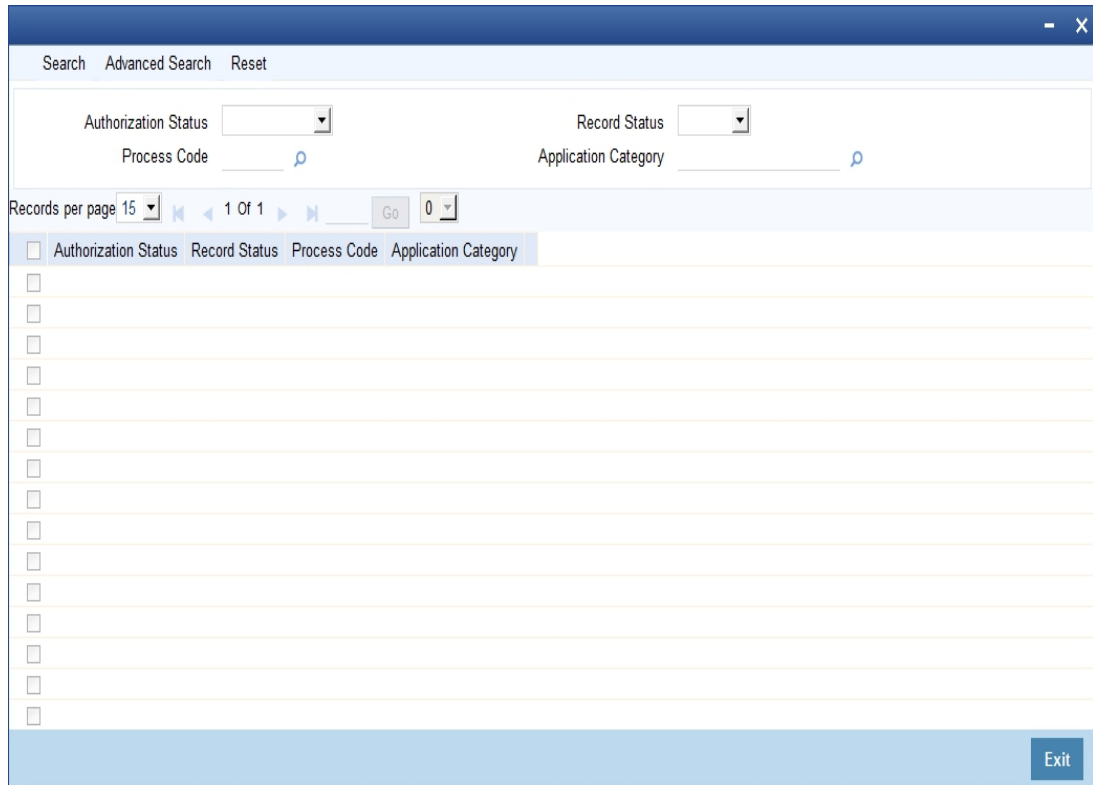 Search Advanced Search Reset
Authorization Status Record Status
Process Code Application Category
Records per page 15 1 Of 1 Go 0
Authorization Status Record Status Process Code Application Category
Exit